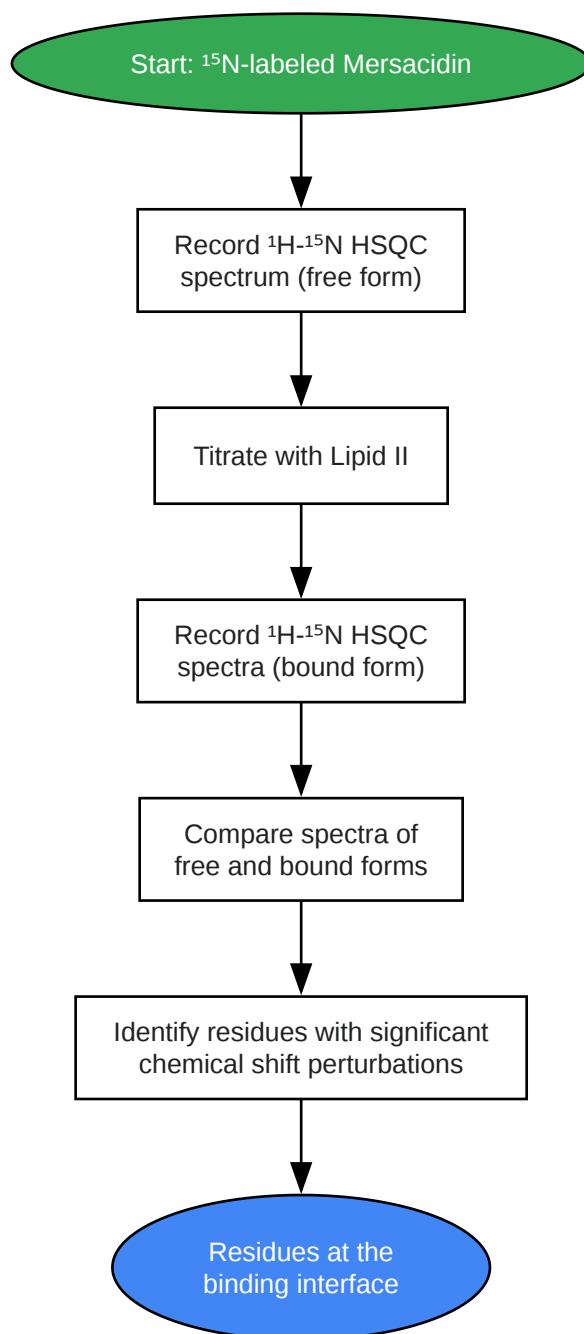 Start: ¹⁵N-labeled Mersacidin
Record ¹H-¹⁵N HSQC
spectrum (free form)
Titrate with Lipid II
Record ¹H-¹⁵N HSQC
spectra (bound form)
Compare spectra of
free and bound forms
Identify residues with significant
chemical shift perturbations
Residues at the
binding interface